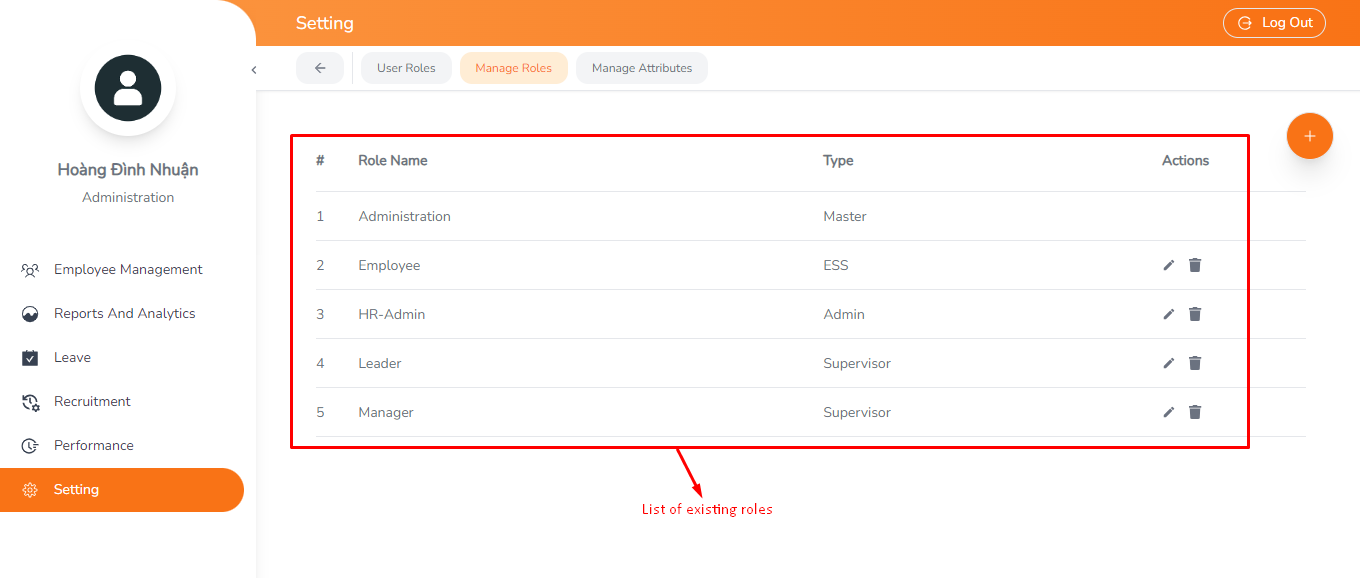 Setting
Log Out
User Roles
Manage Roles
Manage Attributes
Hoàng Đình Nhuận
Administration
Employee Management
Reports And Analytics
Leave
Recruitment
Performance
Setting
# Role Name Type Actions
1 Administration Master
2 Employee ESS
3 HR-Admin Admin
4 Leader Supervisor
5 Manager Supervisor
List of existing roles